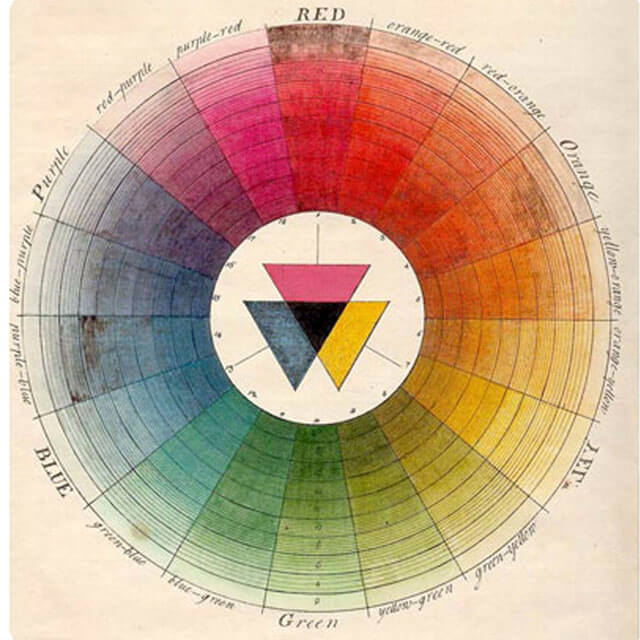 RED
orange-red
red-orange
Orange
yellow-orange
orange-yellow
green-yellow
yellow-green
Green
blue-green
green-blue
BLUE
purple-blue
blue-purple
Purple
red-purple
purple-red